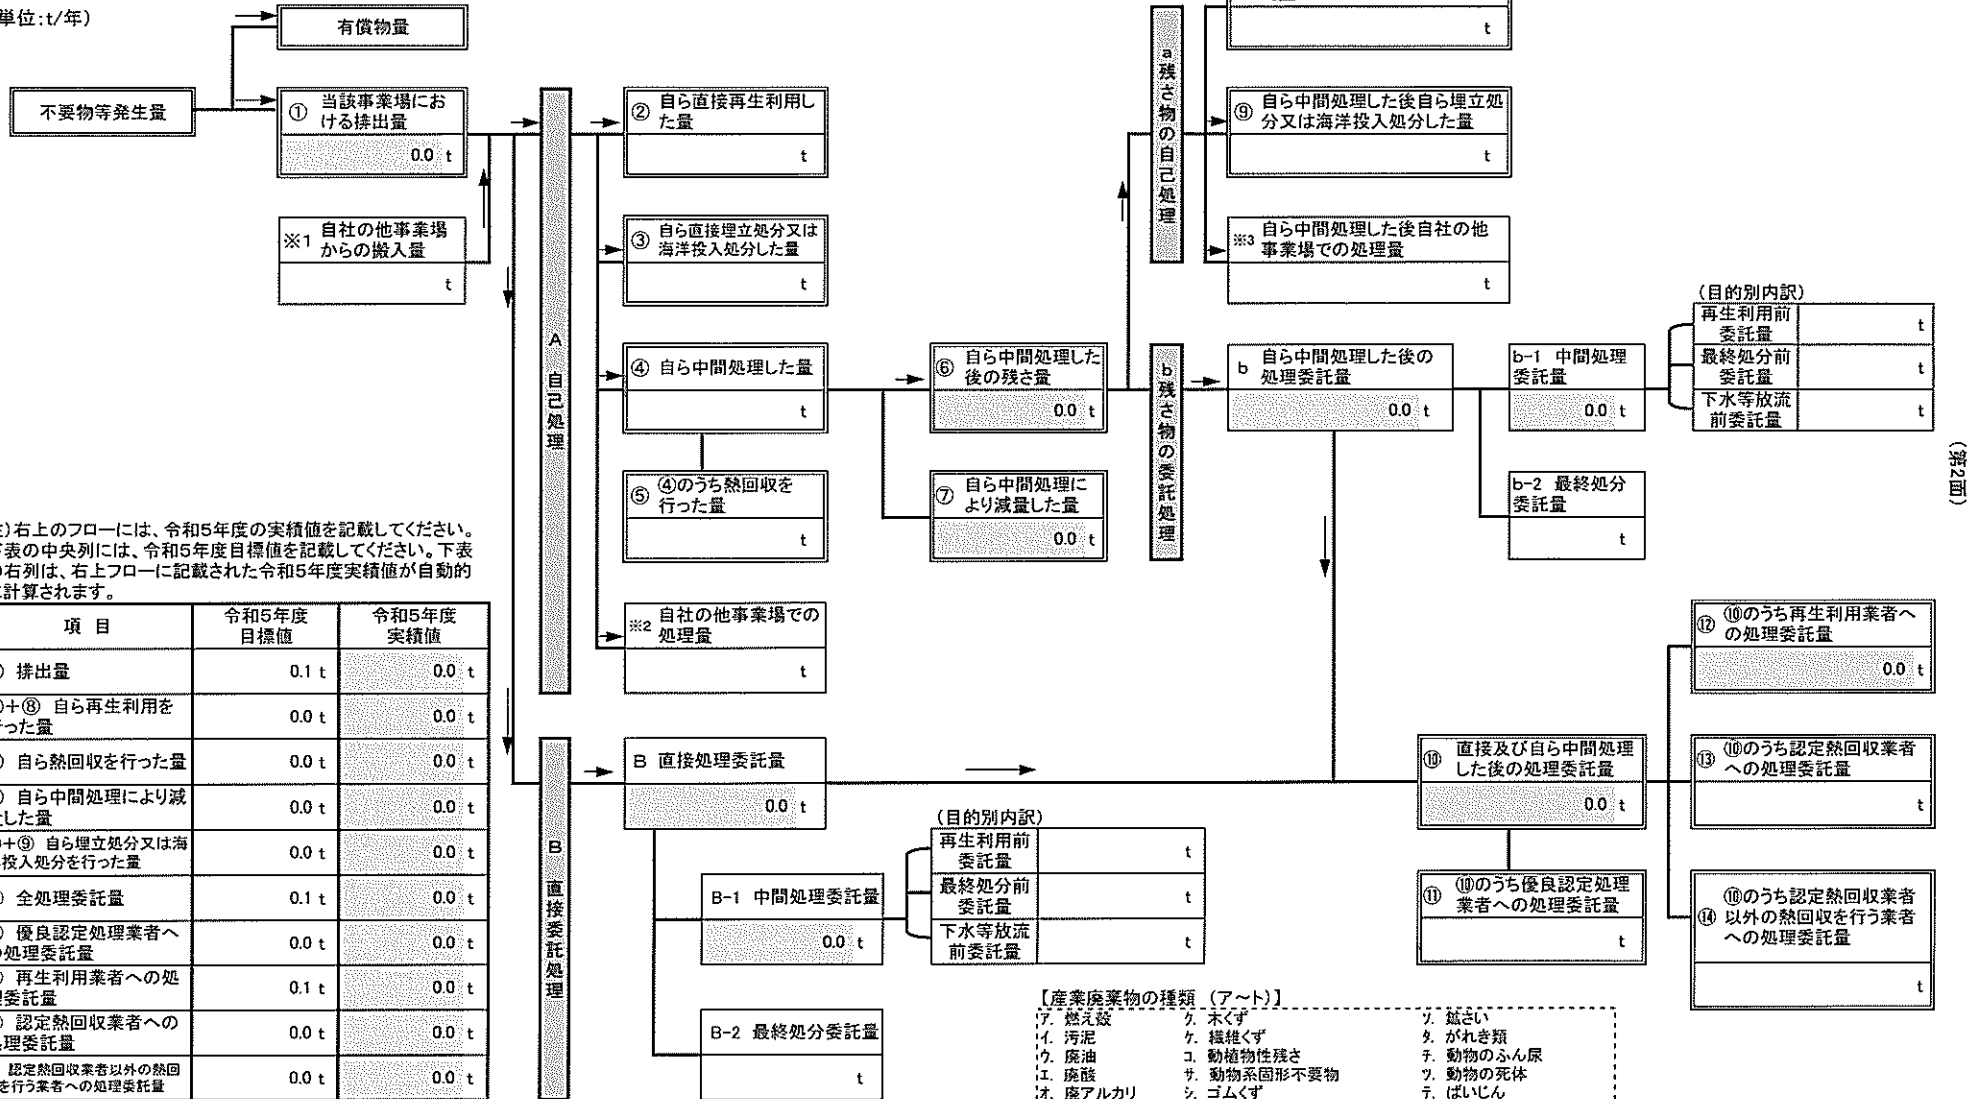 単位:t/年)
有償物量
不要物等発生量
① 当該事業場にお
ける排出量
0.0 t
※1 自社の他事業場
からの搬入量
t
A 自己処理
② 自ら直接再生利用し
た量
t
③ 自ら直接埋立処分又は
海洋投入処分した量
t
④ 自ら中間処理した量
t
⑤ ④のうち熱回収を
行った量
t
※2 自社の他事業場での
処理量
t
⑥ 自ら中間処理した
後の残さ量
0.0 t
⑦ 自ら中間処理に
より減量した量
0.0 t
a 残さ物の自己処理
t
⑨ 自ら中間処理した後自ら埋立処
分又は海洋投入処分した量
t
※3 自ら中間処理した後自社の他
事業場での処理量
t
b 残さ物の委託処理
b 自ら中間処理した後の
処理委託量
0.0 t
b-1 中間処理
委託量
0.0 t
b-2 最終処分
委託量
t
(目的別内訳)
再生利用前
委託量
t
最終処分前
委託量
t
下水等放流
前委託量
t
(第2面)
)右上のフローには、令和5年度の実績値を記載してください。
下表の中央列には、令和5年度目標値を記載してください。下表
の右列は、右上フローに記載された令和5年度実績値が自動的
に計算されます。
項 目 令和5年度
目標値 令和5年度
実績値
) 排出量 0.1 t 0.0 t
)+⑧ 自ら再生利用を
行った量 0.0 t 0.0 t
) 自ら熱回収を行った量 0.0 t 0.0 t
) 自ら中間処理により減
量した量 0.0 t 0.0 t
)+⑨ 自ら埋立処分又は海
洋投入処分を行った量 0.0 t 0.0 t
) 全処理委託量 0.1 t 0.0 t
) 優良認定処理業者へ
の処理委託量 0.0 t 0.0 t
) 再生利用業者への処
理委託量 0.1 t 0.0 t
) 認定熱回収業者への
処理委託量 0.0 t 0.0 t
認定熱回収業者以外の熱回
収を行う業者への処理委託量 0.0 t 0.0 t
B 直接委託処理
B 直接処理委託量
0.0 t
B-1 中間処理委託量
0.0 t
B-2 最終処分委託量
t
(目的別内訳)
再生利用前
委託量
t
最終処分前
委託量
t
下水等放流
前委託量
t
⑩ 直接及び自ら中間処理
した後の処理委託量
0.0 t
⑪ ⑩のうち優良認定処理
業者への処理委託量
t
⑫ ⑩のうち再生利用業者へ
の処理委託量
0.0 t
⑬ ⑩のうち認定熱回収業者
への処理委託量
t
⑭ ⑩のうち認定熱回収業者
以外の熱回収を行う業者
への処理委託量
t
【産業廃棄物の種類 (ア~ト)】
ア. 燃え殻 ク. 木くず ソ. 鉱さい
イ. 汚泥 ケ. 繊維くず タ. がれき類
ウ. 廃油 コ. 動植物性残さ チ. 動物のふん尿
エ. 廃酸 サ. 動物系固形不要物 ツ. 動物の死体
オ. 廃アルカリ シ. ゴムくず テ. ばいじん